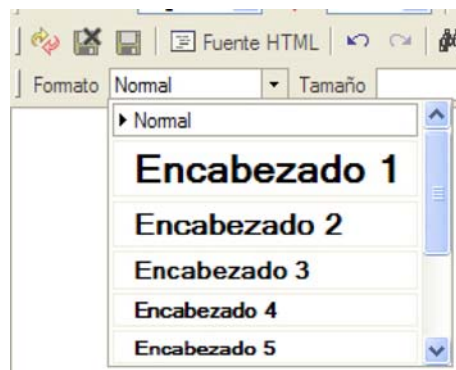 Fuente HTML
Formato Normal Tamaño
Normal
Encabezado 1
Encabezado 2
Encabezado 3
Encabezado 4
Encabezado 5